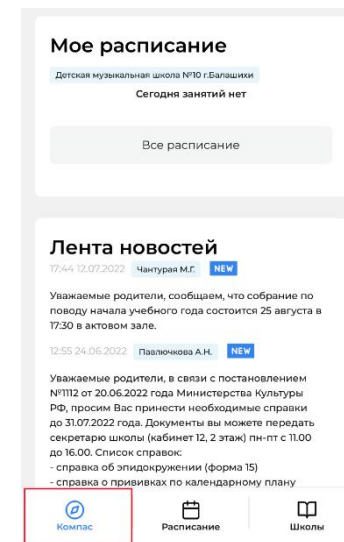 Мое расписание
Детская музыкальная школа №10 г.Балашихи
Сегодня занятий нет
Все расписание
Лента новостей
17:44 12.07.2022 Чантурая М.Г. NEW
Уважаемые родители, сообщаем, что собрание по
поводу начала учебного года состоится 25 августа в
17:30 в актовом зале.
12:55 24.06.2022 Павлючкова А.Н. NEW
Уважаемые родители, в связи с постановлением
№1112 от 20.06.2022 года Министерства Культуры
РФ, просим Вас принести необходимые справки
до 31.07.2022 года. Документы вы можете передать
секретарю школы (кабинет 12, 2 этаж) пн-пт с 11.00
до 16.00. Список справок:
- справка об эпидокружении (форма 15)
- справка о прививках по календарному плану
Компас Расписание Школы